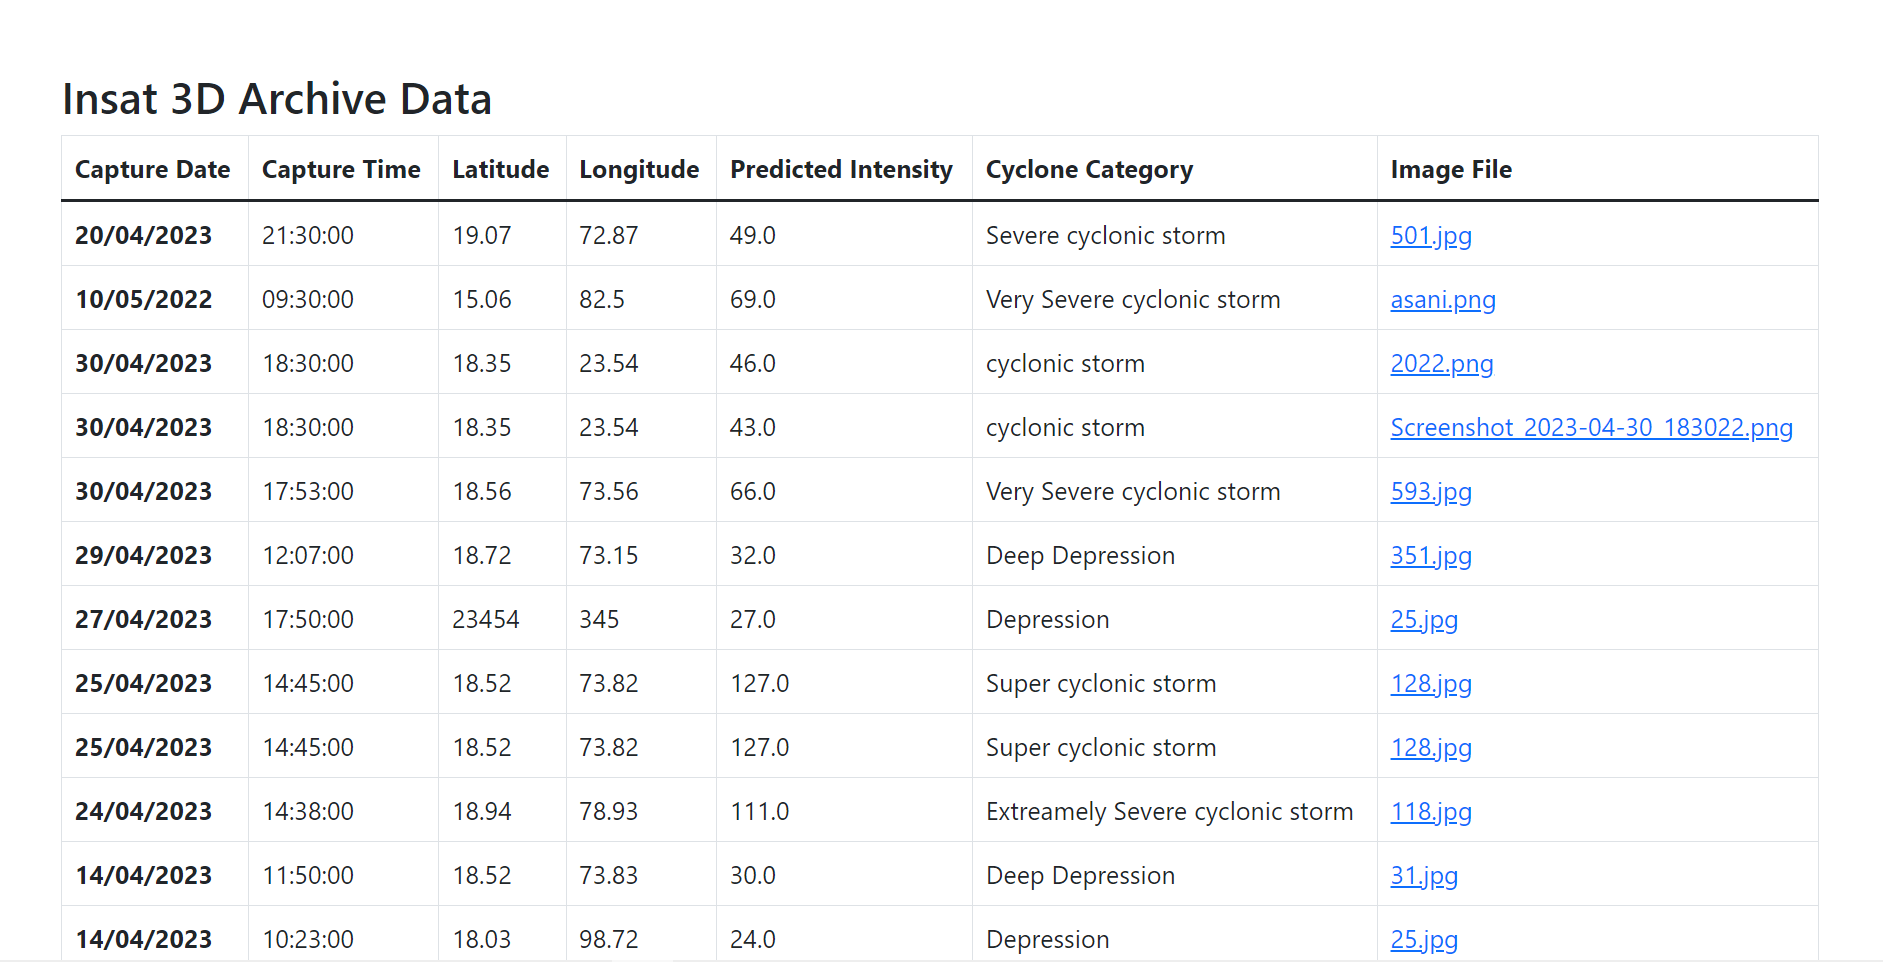 Insat 3D Archive Data
Capture Date Capture Time Latitude Longitude Predicted Intensity Cyclone Category Image File
20/04/2023 21:30:00 19.07 72.87 49.0 Severe cyclonic storm 501.jpg
10/05/2022 09:30:00 15.06 82.5 69.0 Very Severe cyclonic storm asani.png
30/04/2023 18:30:00 18.35 23.54 46.0 cyclonic storm 2022.png
30/04/2023 18:30:00 18.35 23.54 43.0 cyclonic storm Screenshot_2023-04-30_183022.png
30/04/2023 17:53:00 18.56 73.56 66.0 Very Severe cyclonic storm 593.jpg
29/04/2023 12:07:00 18.72 73.15 32.0 Deep Depression 351.jpg
27/04/2023 17:50:00 23454 345 27.0 Depression 25.jpg
25/04/2023 14:45:00 18.52 73.82 127.0 Super cyclonic storm 128.jpg
25/04/2023 14:45:00 18.52 73.82 127.0 Super cyclonic storm 128.jpg
24/04/2023 14:38:00 18.94 78.93 111.0 Extreamely Severe cyclonic storm 118.jpg
14/04/2023 11:50:00 18.52 73.83 30.0 Deep Depression 31.jpg
14/04/2023 10:23:00 18.03 98.72 24.0 Depression 25.jpg